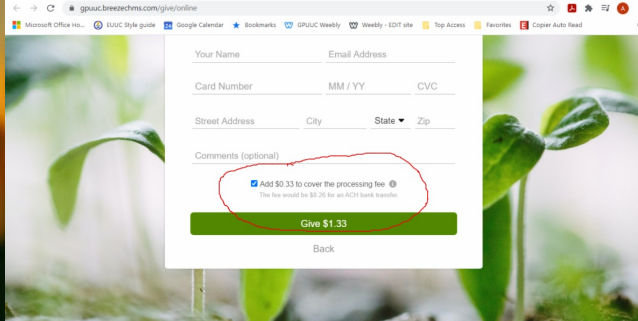 gpuuc.breezechms.com/give/online
Microsoft Office Ho... EUUC Style guide Google Calendar Bookmarks GPUUC Weebly Weebly - EDIT site Top Access Favorites Copier Auto Read
Your Name Email Address
Card Number MM / YY CVC
Street Address City State Zip
Comments (optional)
Add $0.33 to cover the processing fee
The fee would be $0.26 for an ACH bank transfer
Give $1.33
Back